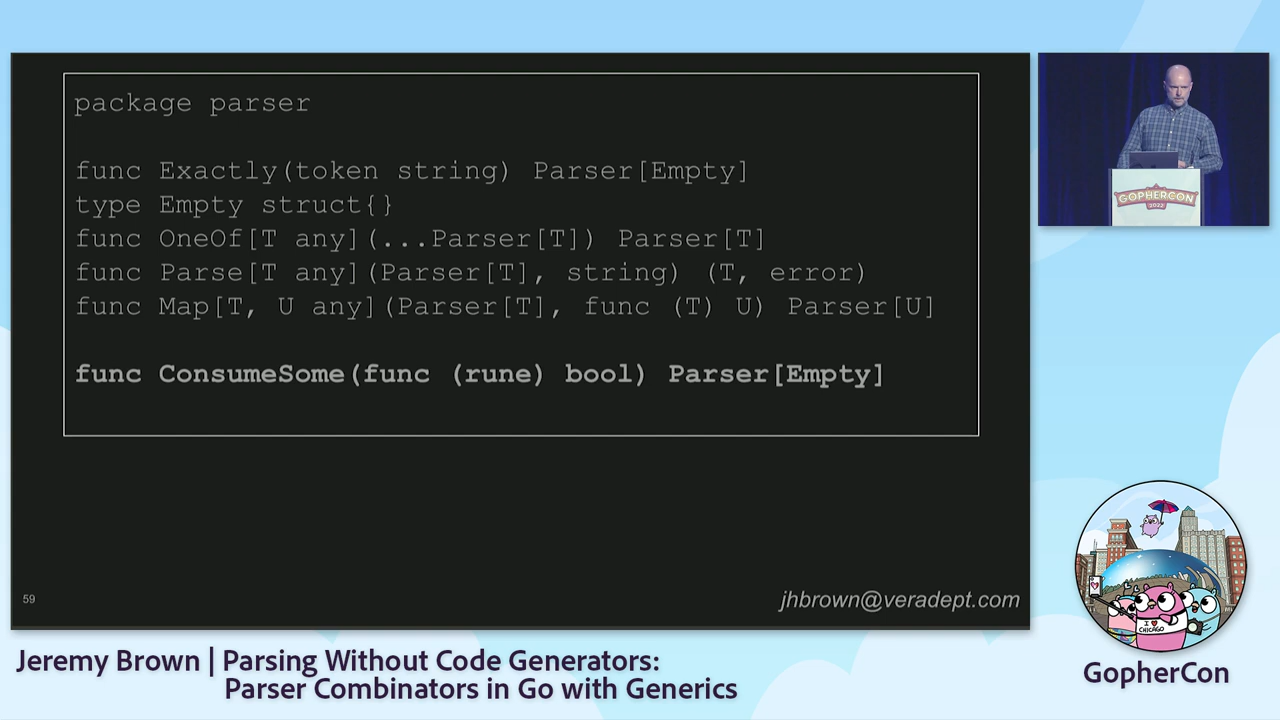 package parser
func Exactly(token string) Parser[Empty]
type Empty struct{}
func OneOf[T any](...Parser[T]) Parser[T]
func Parse[T any](Parser[T], string) (T, error)
func Map[T, U any](Parser[T], func (T) U) Parser[U]
func ConsumeSome(func (rune) bool) Parser[Empty]
59
jhbrown@veradept.com
GOPHERCON
2022
I ♥
CHICAGO
GopherCon
Jeremy Brown | Parsing Without Code Generators:
Parser Combinators in Go with Generics